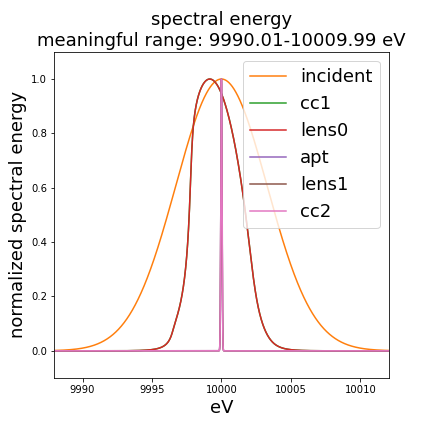 spectral energy
meaningful range: 9990.01-10009.99 eV
normalized spectral energy
1.0
0.8
0.6
0.4
0.2
0.0
incident
cc1
lens0
apt
lens1
cc2
9990
9995
10000
10005
10010
eV